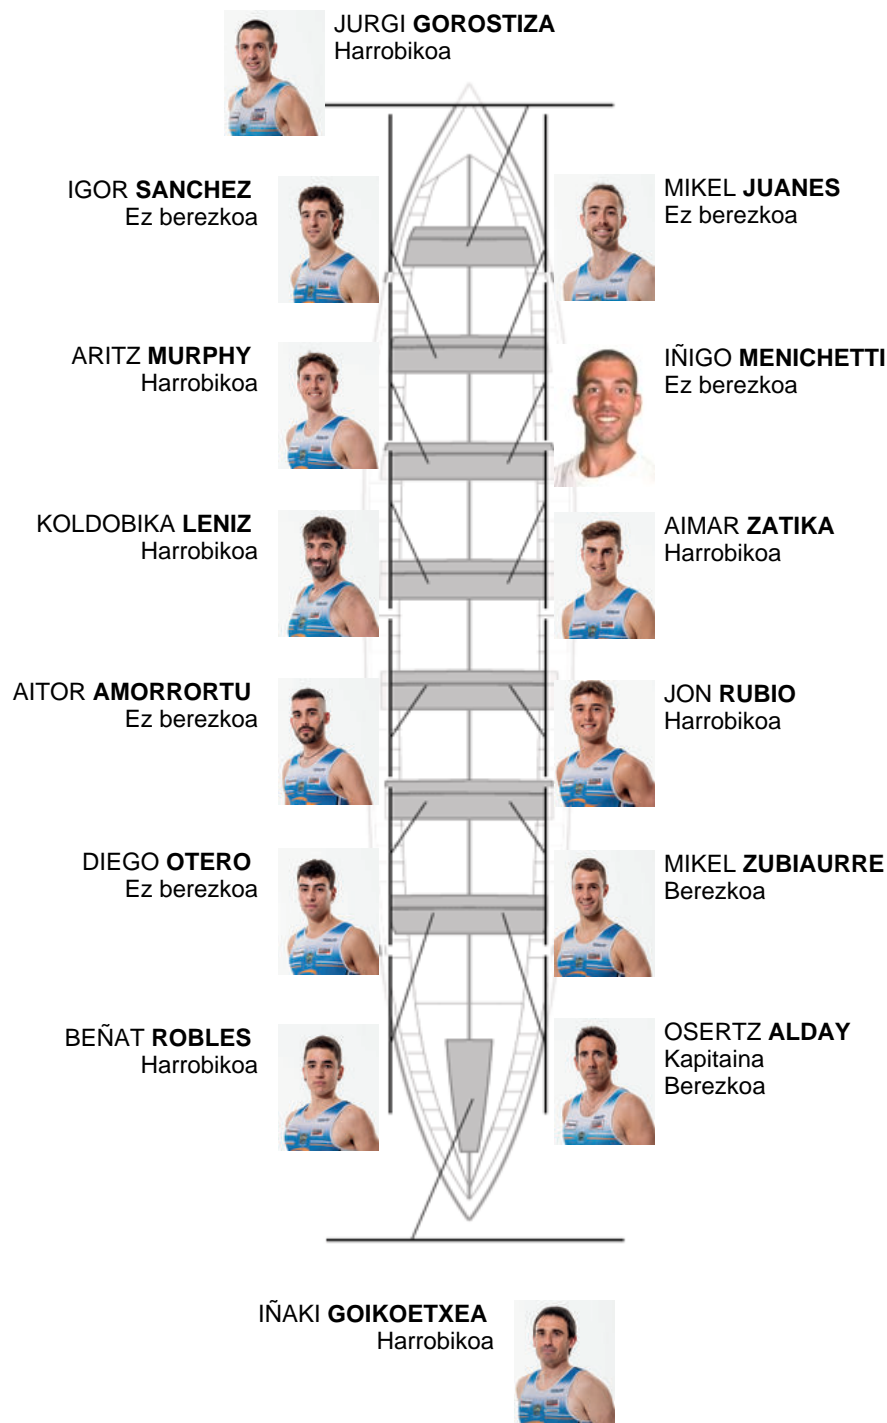 JURGI GOROSTIZA
Harrobikoa
IGOR SANCHEZ
Ez berezkoa
MIKEL JUANES
Ez berezkoa
ARITZ MURPHY
Harrobikoa
IÑIGO MENICHETTI
Ez berezkoa
KOLDOBIKA LENIZ
Harrobikoa
AIMAR ZATIKA
Harrobikoa
AITOR AMORRORTU
Ez berezkoa
JON RUBIO
Harrobikoa
DIEGO OTERO
Ez berezkoa
MIKEL ZUBIAURRE
Berezkoa
BEÑAT ROBLES
Harrobikoa
OSERTZ ALDAY
Kapitaina
Berezkoa
IÑAKI GOIKOETXEA
Harrobikoa